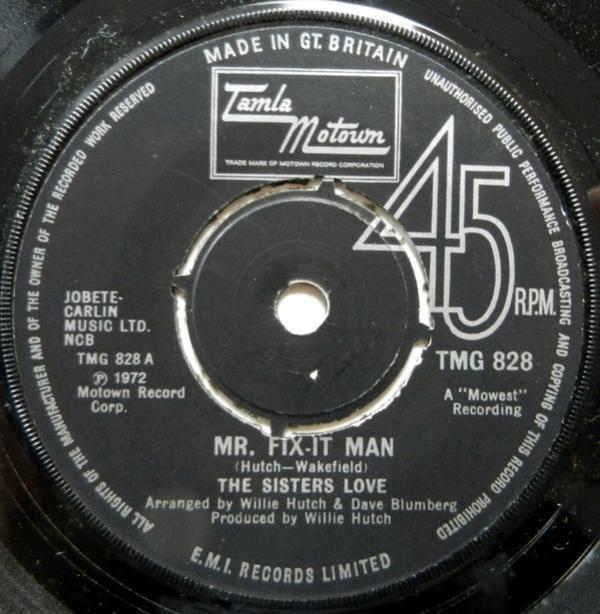 MADE IN GT. BRITAIN
UNAUTHORISED PUBLIC PERFORMANCE BROADCASTING AND COPYING OF THIS RECORD PROHIBITED
ALL RIGHTS OF THE MANUFACTURER AND OF THE OWNER OF THE RECORDED WORK RESERVED
Tamla
Motown
TRADE MARK OF MOTOWN RECORD CORPORATION
45
R.P.M.
JOBETE-
CARLIN
MUSIC LTD.
NCB
TMG 828 A
℗ 1972
Motown Record
Corp.
TMG 828
A "Mowest"
Recording
MR. FIX-IT MAN
(Hutch—Wakefield)
THE SISTERS LOVE
Arranged by Willie Hutch & Dave Blumberg
Produced by Willie Hutch
E.M.I. RECORDS LIMITED